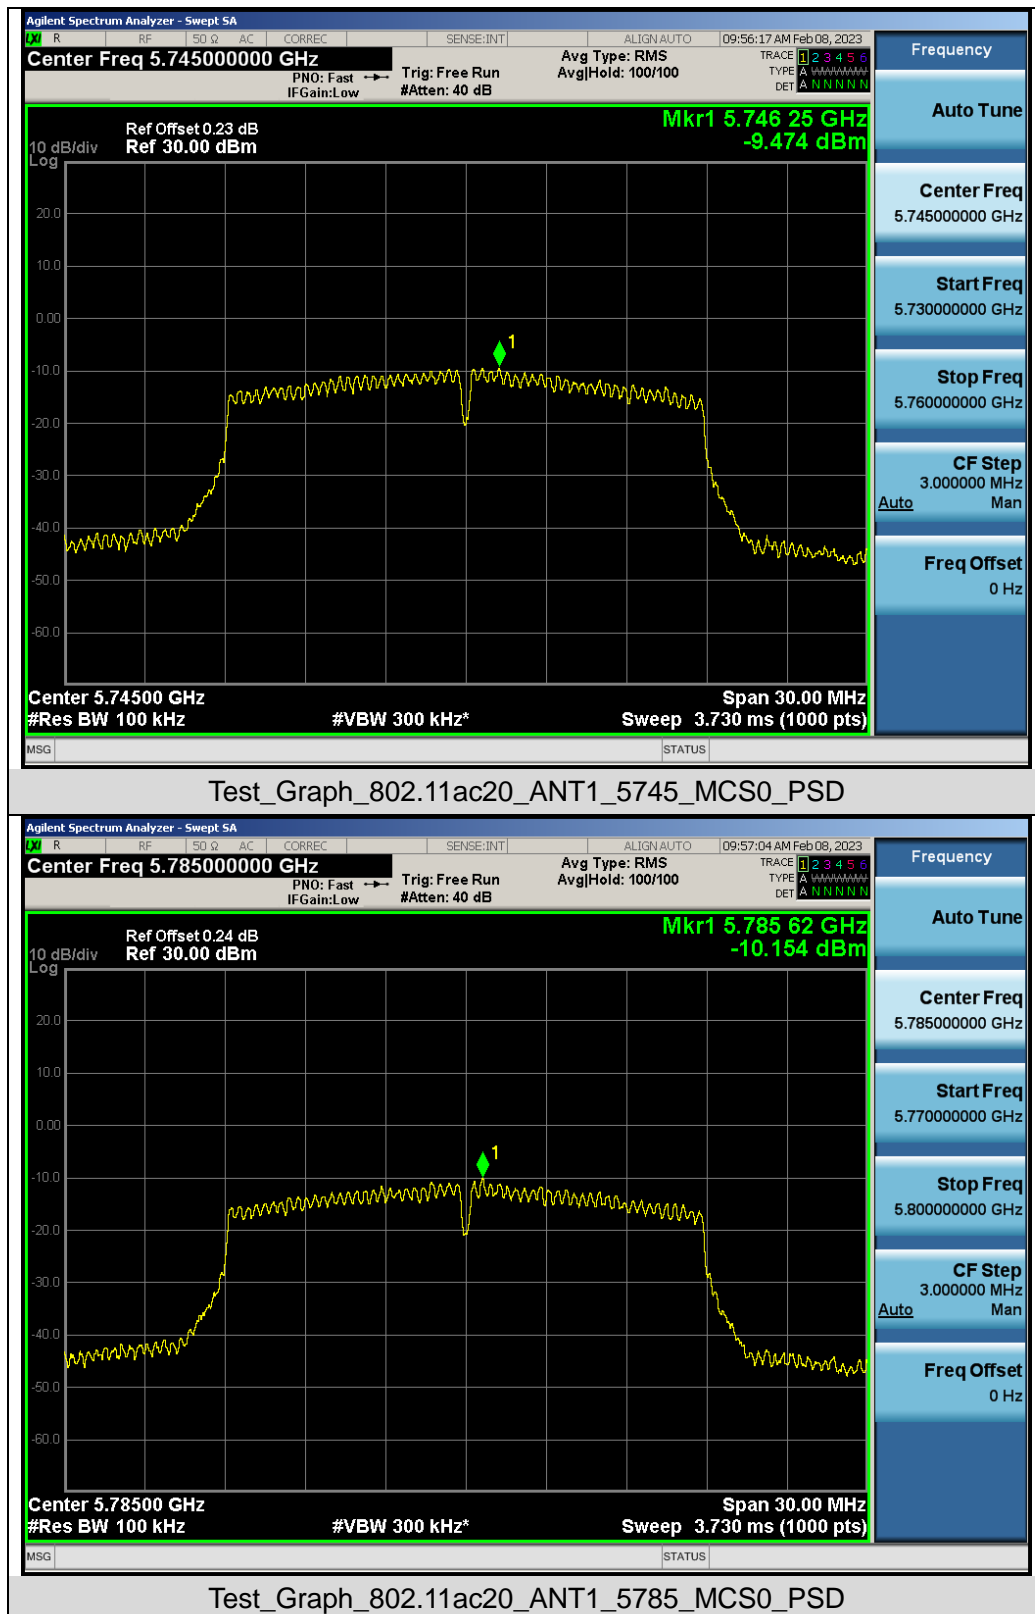 Agilent Spectrum Analyzer - Swept SA
LXI R RF 50 Ω AC CORREC SENSE:INT ALIGN AUTO 09:56:17 AM Feb 08, 2023
Center Freq 5.745000000 GHz
PNO: Fast
IFGain:Low
Trig: Free Run
#Atten: 40 dB
Avg Type: RMS
Avg|Hold: 100/100
TRACE 1 2 3 4 5 6
TYPE A WWWWW
DET A N N N N N
Frequency
Auto Tune
Center Freq
5.745000000 GHz
Start Freq
5.730000000 GHz
Stop Freq
5.760000000 GHz
CF Step
3.000000 MHz
Auto Man
Freq Offset
0 Hz
Mkr1 5.746 25 GHz
-9.474 dBm
Ref Offset 0.23 dB
10 dB/div Ref 30.00 dBm
Log
20.0
10.0
0.00
1
-10.0
-20.0
-30.0
-40.0
-50.0
-60.0
Center 5.74500 GHz Span 30.00 MHz
#Res BW 100 kHz #VBW 300 kHz* Sweep 3.730 ms (1000 pts)
MSG STATUS
Test_Graph_802.11ac20_ANT1_5745_MCS0_PSD
Agilent Spectrum Analyzer - Swept SA
LXI R RF 50 Ω AC CORREC SENSE:INT ALIGN AUTO 09:57:04 AM Feb 08, 2023
Center Freq 5.785000000 GHz
PNO: Fast
IFGain:Low
Trig: Free Run
#Atten: 40 dB
Avg Type: RMS
Avg|Hold: 100/100
TRACE 1 2 3 4 5 6
TYPE A WWWWW
DET A N N N N N
Frequency
Auto Tune
Center Freq
5.785000000 GHz
Start Freq
5.770000000 GHz
Stop Freq
5.800000000 GHz
CF Step
3.000000 MHz
Auto Man
Freq Offset
0 Hz
Mkr1 5.785 62 GHz
-10.154 dBm
Ref Offset 0.24 dB
10 dB/div Ref 30.00 dBm
Log
20.0
10.0
0.00
1
-10.0
-20.0
-30.0
-40.0
-50.0
-60.0
Center 5.78500 GHz Span 30.00 MHz
#Res BW 100 kHz #VBW 300 kHz* Sweep 3.730 ms (1000 pts)
MSG STATUS
Test_Graph_802.11ac20_ANT1_5785_MCS0_PSD